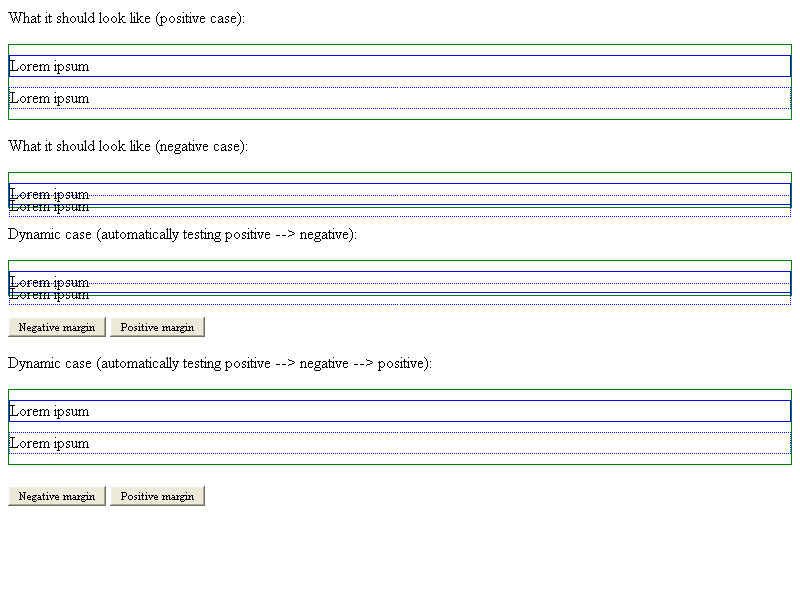 What it should look like (positive case):
Lorem ipsum
Lorem ipsum
What it should look like (negative case):
Lorem ipsum
Lorem ipsum
Dynamic case (automatically testing positive --> negative):
Lorem ipsum
Lorem ipsum
Negative margin Positive margin
Dynamic case (automatically testing positive --> negative --> positive):
Lorem ipsum
Lorem ipsum
Negative margin Positive margin